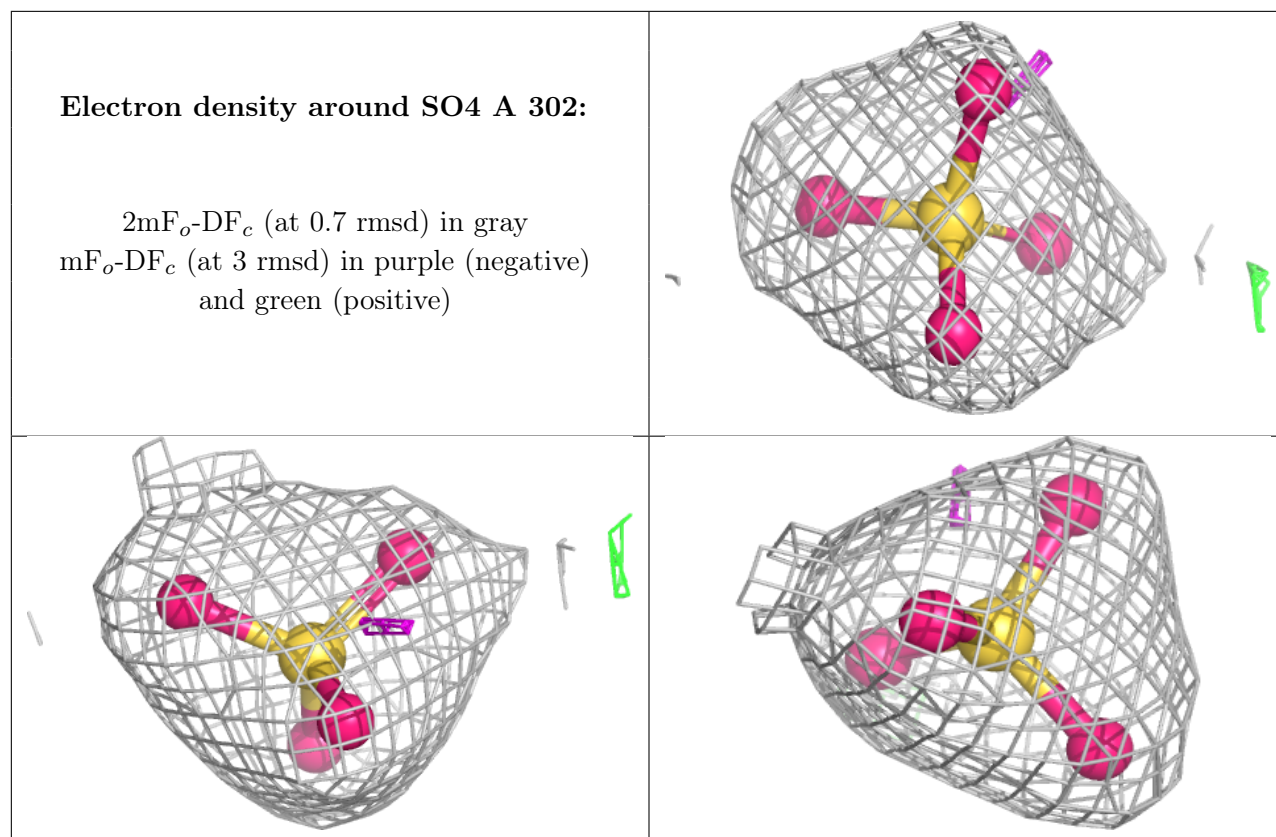 Electron density around SO4 A 302:
2mFo-DFc (at 0.7 rmsd) in gray
mFo-DFc (at 3 rmsd) in purple (negative)
and green (positive)